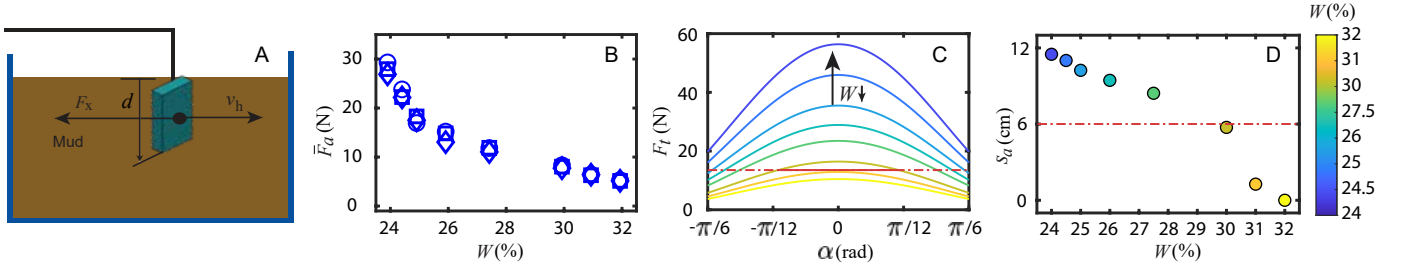 A
F_x
d
v_h
Mud
B
30
20
10
0
F̄_a (N)
24 26 28 30 32
W(%)
C
60
40
20
0
F_t (N)
W↓
-π/6 -π/12 0 π/12 π/6
α(rad)
D
12
6
0
s_a (cm)
24 25 26 27 28 29 30 31 32
W(%)
W(%)
32
31
30
27.5
26
25
24.5
24